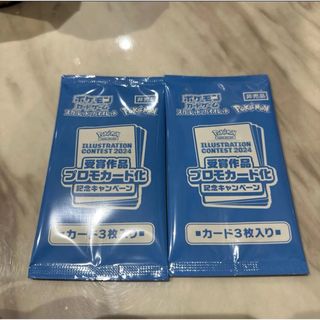 ポケモン
カードゲーム
スカーレット&バイオレット
非売品
Pokémon
Pokémon
ILLUSTRATION
CONTEST 2024
受賞作品
プロモカード化
記念キャンペーン
■カード3枚入り■
ポケモン
カードゲーム
スカーレット&バイオレット
非売品
Pokémon
Pokémon
ILLUSTRATION
CONTEST 2024
受賞作品
プロモカード化
記念キャンペーン
■カード3枚入り■